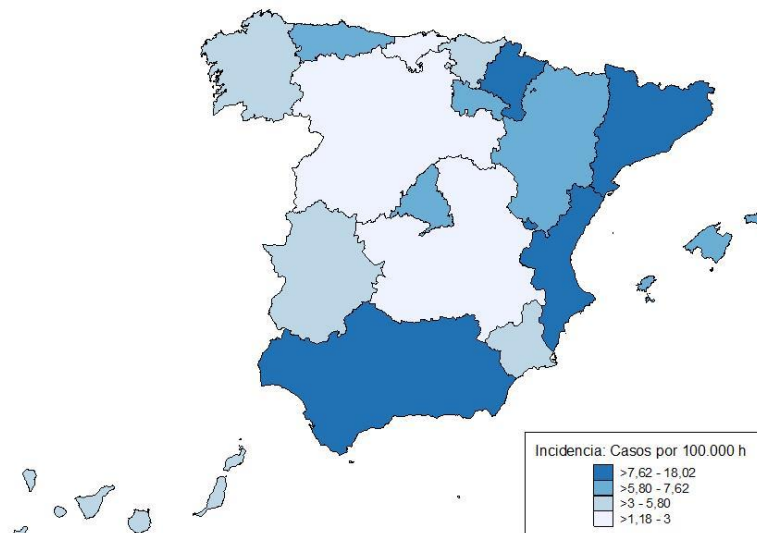 Incidencia: Casos por 100.000 h
>7,62 - 18,02
>5,80 - 7,62
>3 - 5,80
>1,18 - 3